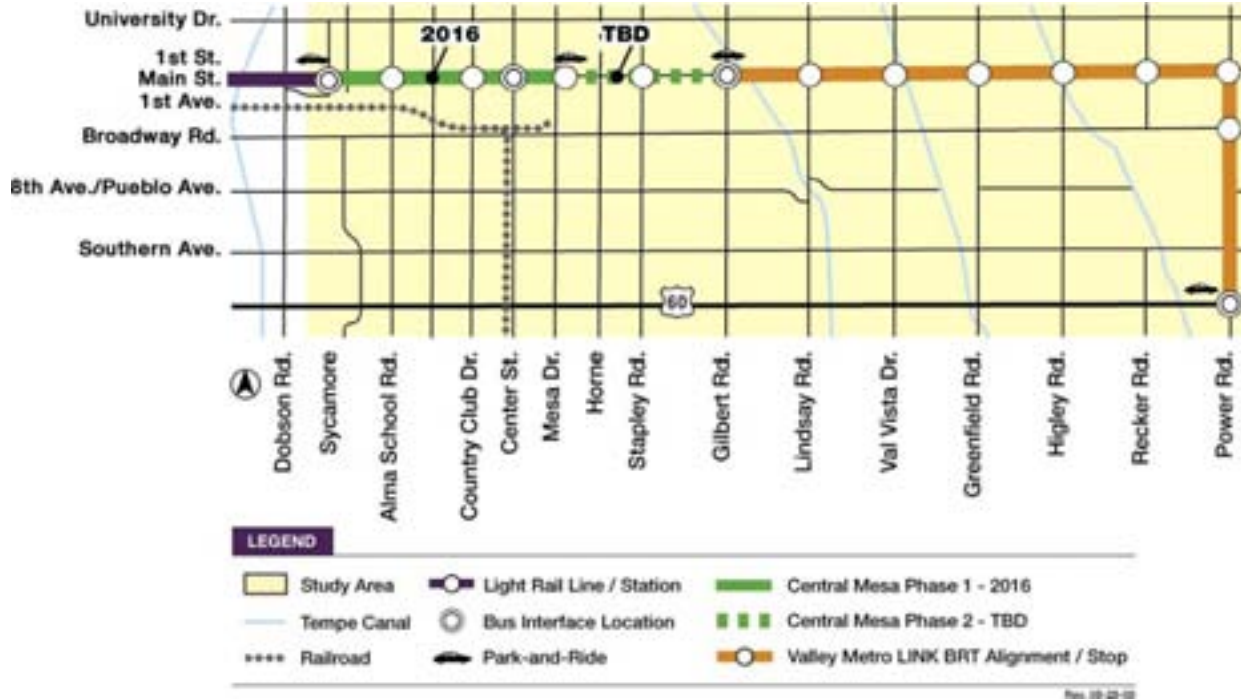 University Dr.
2016
TBD
1st St.
Main St.
1st Ave.
Broadway Rd.
8th Ave./Pueblo Ave.
Southern Ave.
60
Dobson Rd.
Sycamore
Alma School Rd.
Country Club Dr.
Center St.
Mesa Dr.
Horne
Stapley Rd.
Gilbert Rd.
Lindsay Rd.
Val Vista Dr.
Greenfield Rd.
Higley Rd.
Recker Rd.
Power Rd.
LEGEND
Study Area
Light Rail Line / Station
Central Mesa Phase 1 - 2016
Tempe Canal
Bus Interface Location
Central Mesa Phase 2 - TBD
Railroad
Park-and-Ride
Valley Metro LINK BRT Alignment / Stop